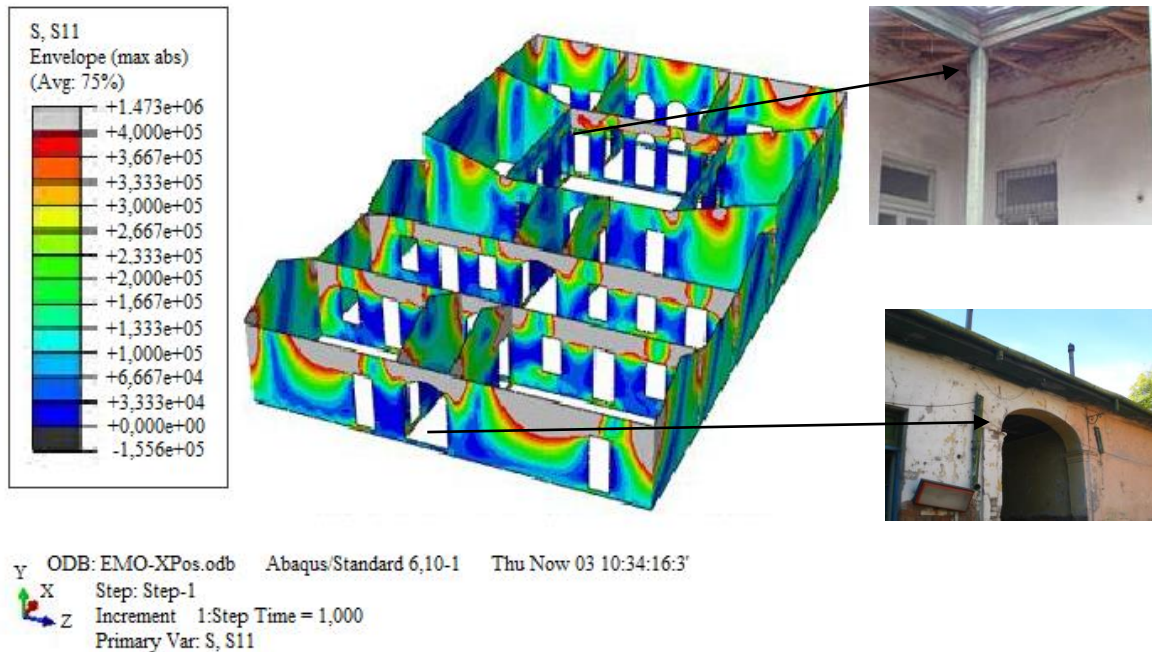 S, S11
Envelope (max abs)
(Avg: 75%)
+1.473e+06
+4,000e+05
+3,667e+05
+3,333e+05
+3,000e+05
+2,667e+05
+2.333e+05
+2,000e+05
+1,667e+05
+1,333e+05
+1,000e+05
+6,667e+04
+3,333e+04
+0,000e+00
-1,556e+05
Y
X
Z
ODB: EMO-XPos.odb Abaqus/Standard 6,10-1 Thu Now 03 10:34:16:3'
Step: Step-1
Increment 1:Step Time = 1,000
Primary Var: S, S11